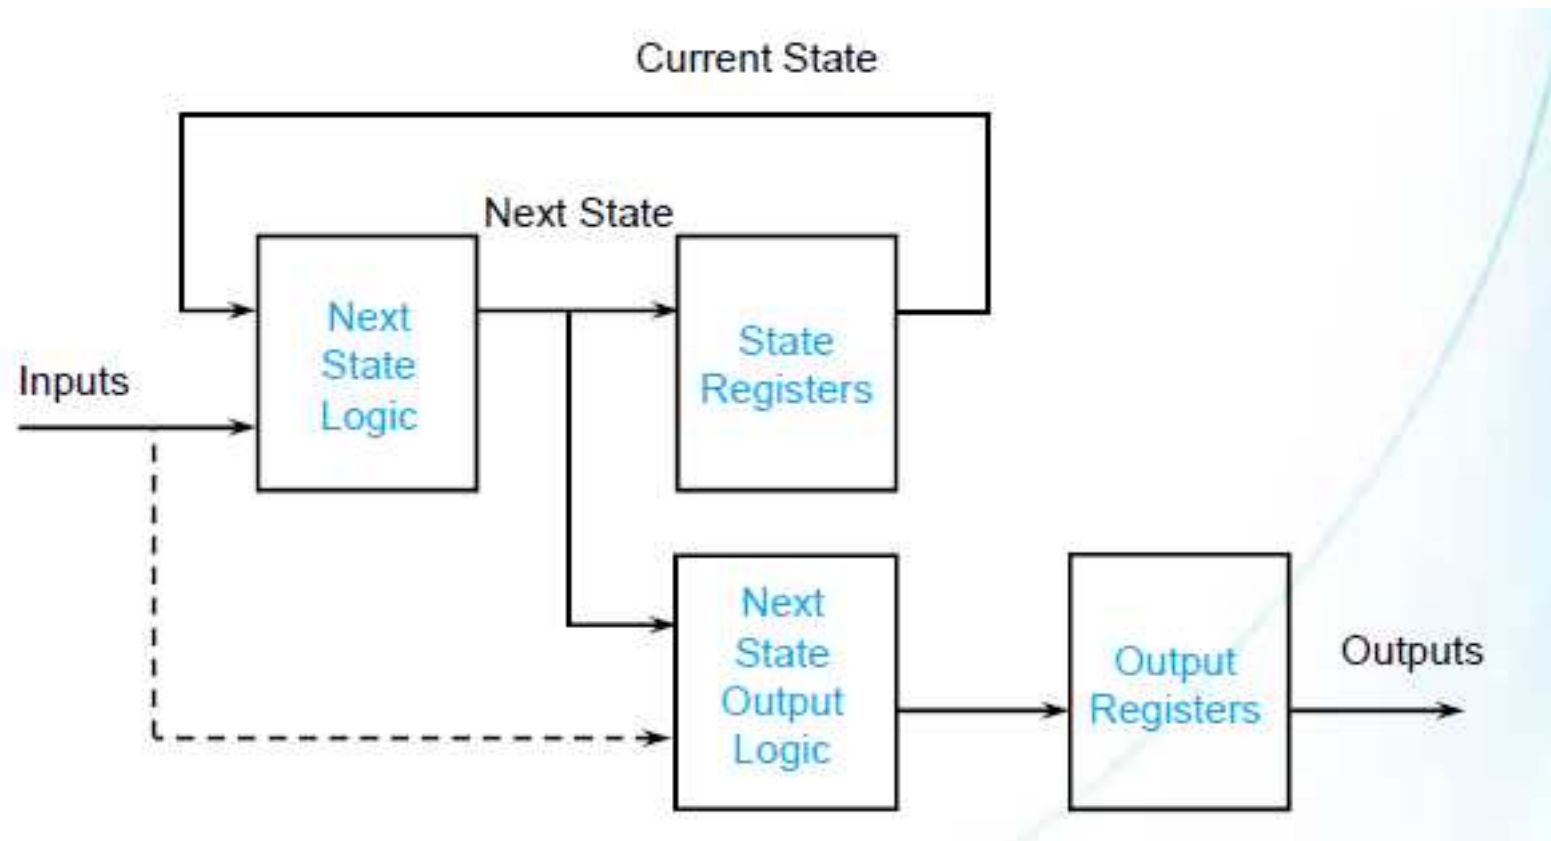 Current State
Next State
Next
State
Logic
State
Registers
Inputs
Next
State
Output
Logic
Output
Registers
Outputs